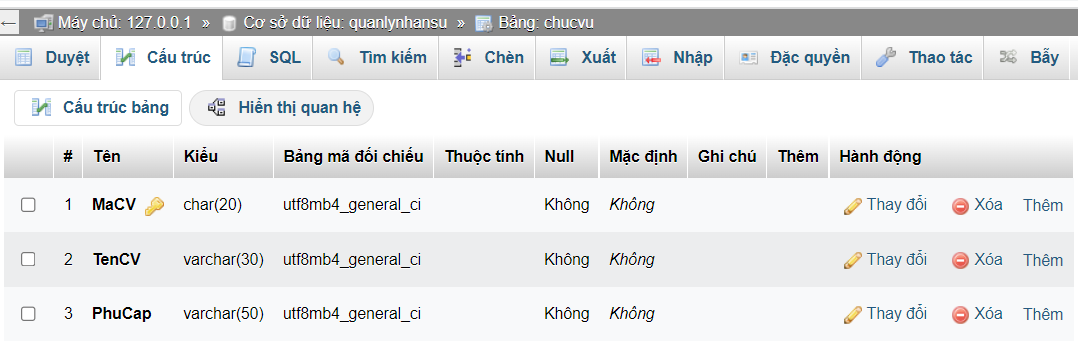 ← Máy chủ: 127.0.0.1 » Cơ sở dữ liệu: quanlynhansu » Bảng: chucvu
Duyệt Cấu trúc SQL Tìm kiếm Chèn Xuất Nhập Đặc quyền Thao tác Bẫy
Cấu trúc bảng Hiển thị quan hệ
# Tên Kiểu Bảng mã đối chiếu Thuộc tính Null Mặc định Ghi chú Thêm Hành động
1 MaCV char(20) utf8mb4_general_ci Không Không Thay đổi Xóa Thêm
2 TenCV varchar(30) utf8mb4_general_ci Không Không Thay đổi Xóa Thêm
3 PhuCap varchar(50) utf8mb4_general_ci Không Không Thay đổi Xóa Thêm